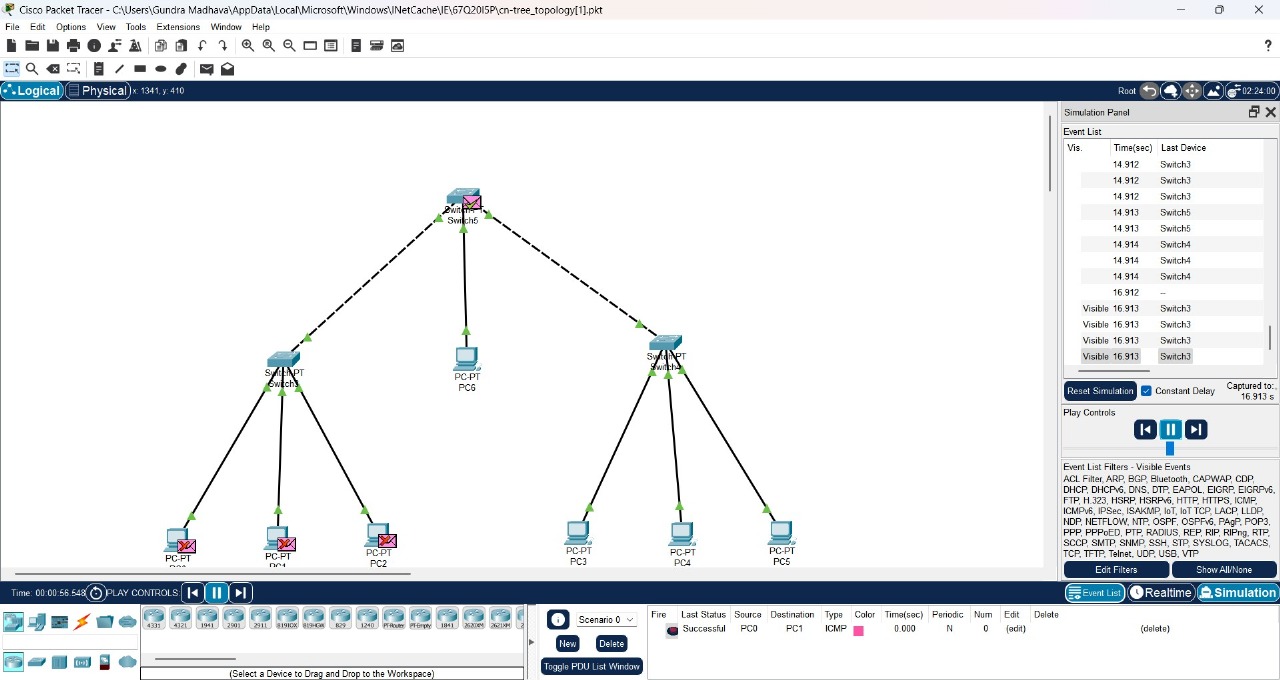 Cisco Packet Tracer - C:\Users\Gundra Madhava\AppData\Local\Microsoft\Windows\INetCache\IE\67Q20I5P\cn-tree_topology[1].pkt
File Edit Options View Tools Extensions Window Help
?
Logical Physical x: 1341, y: 410 Root 02:24:00
Simulation Panel
Event List
Vis. Time(sec) Last Device
14.912 Switch3
14.912 Switch3
14.912 Switch3
14.913 Switch5
14.913 Switch5
14.914 Switch4
14.914 Switch4
14.914 Switch4
16.912 --
Visible 16.913 Switch3
Visible 16.913 Switch3
Visible 16.913 Switch3
Visible 16.913 Switch3
Reset Simulation Constant Delay Captured to:
16.913 s
Play Controls
Event List Filters - Visible Events
ACL Filter, ARP, BGP, Bluetooth, CAPWAP, CDP,
DHCP, DHCPv6, DNS, DTP, EAPOL, EIGRP, EIGRPv6,
FTP, H.323, HSRP, HSRPv6, HTTP, HTTPS, ICMP,
ICMPv6, IPSec, ISAKMP, IoT, IoT TCP, LACP, LLDP,
NDP, NETFLOW, NTP, OSPF, OSPFv6, PAgP, POP3,
PPP, PPPoED, PTP, RADIUS, REP, RIP, RIPng, RTP,
SCCP, SMTP, SNMP, SSH, STP, SYSLOG, TACACS,
TCP, TFTP, Telnet, UDP, USB, VTP
Edit Filters Show All/None
Event List Realtime Simulation
Switch-PT
Switch5
Switch-PT
Switch3
PC-PT
PC6
Switch-PT
Switch4
PC-PT
PC-PT
PC1
PC-PT
PC2
PC-PT
PC3
PC-PT
PC4
PC-PT
PC5
Time: 00:00:56.548 PLAY CONTROLS:
4331 4321 1941 2901 2911 819IOX 819HGW 829 1240 PT-Router PT-Empty 1841 2620XM 2621XM
(Select a Device to Drag and Drop to the Workspace)
Scenario 0
New Delete
Toggle PDU List Window
Fire Last Status Source Destination Type Color Time(sec) Periodic Num Edit Delete
Successful PC0 PC1 ICMP 0.000 N 0 (edit) (delete)